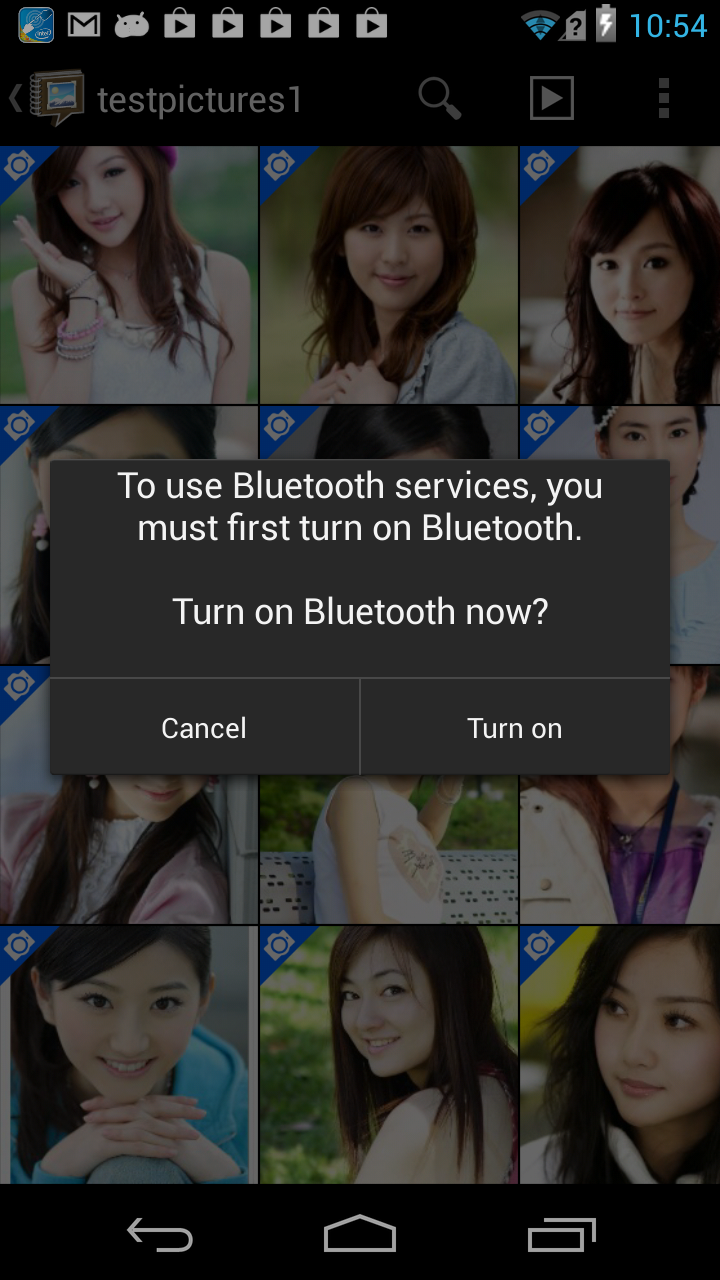 10:54
testpictures1
To use Bluetooth services, you
must first turn on Bluetooth.
Turn on Bluetooth now?
Cancel
Turn on